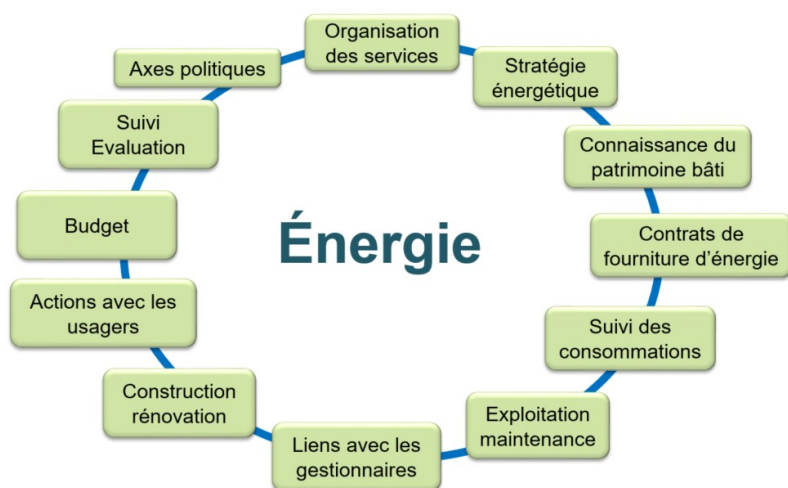 Organisation
des services
Axes politiques
Stratégie
énergétique
Suivi
Evaluation
Connaissance du
patrimoine bâti
Budget
Énergie
Contrats de
fourniture d'énergie
Actions avec les
usagers
Suivi des
consommations
Construction
rénovation
Exploitation
maintenance
Liens avec les
gestionnaires